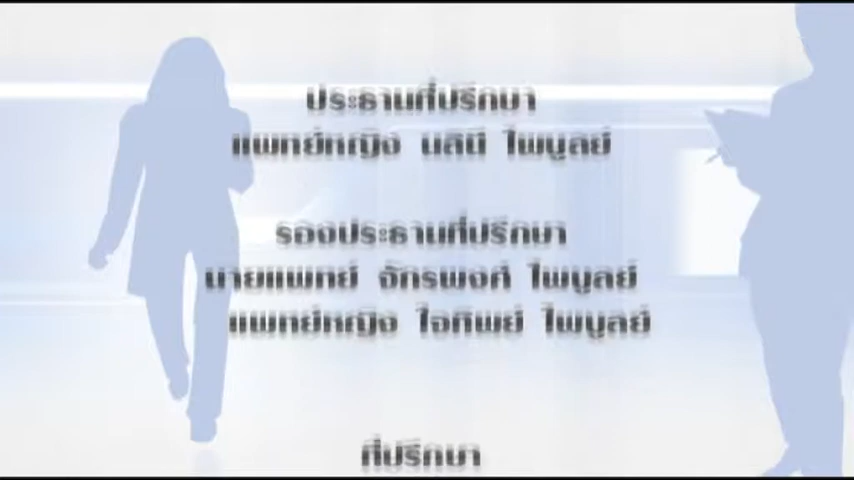 ประธานที่ปรึกษา
แพทย์หญิง นลินี ไพบูลย์
รองประธานที่ปรึกษา
นายแพทย์ จักรพงศ์ ไพบูลย์
แพทย์หญิง ใจทิพย์ ไพบูลย์
ที่ปรึกษา